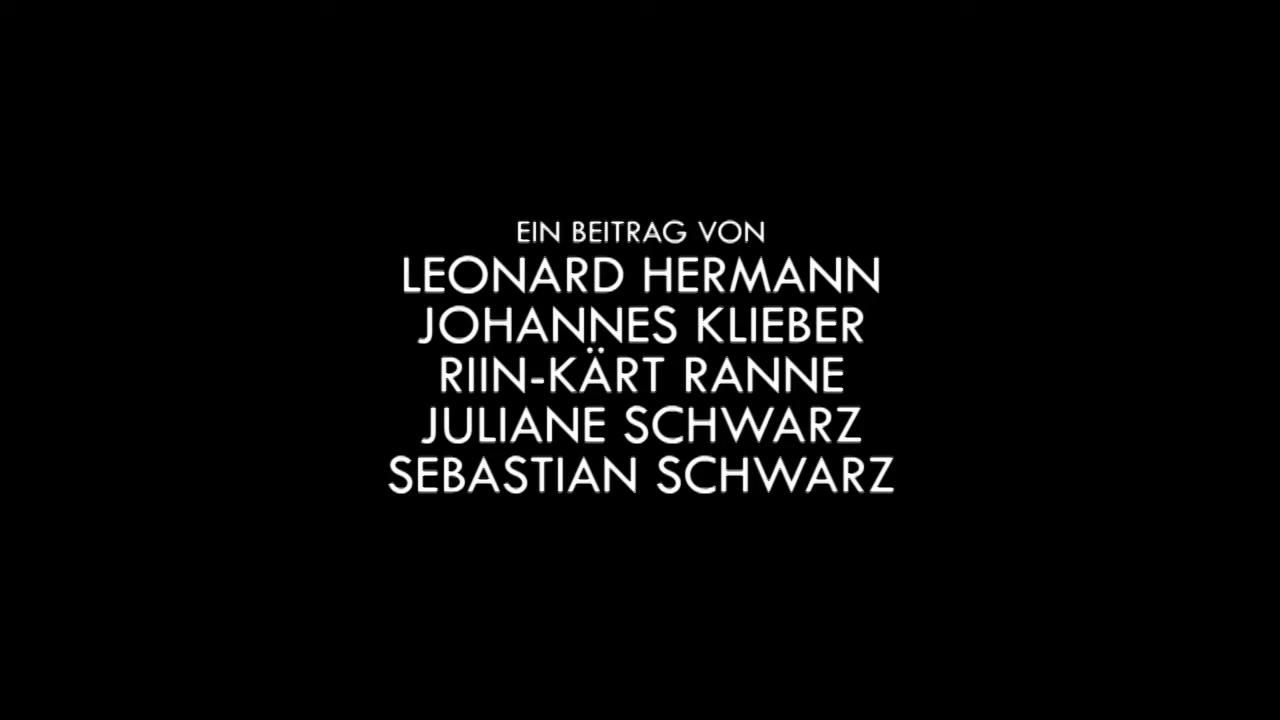 EIN BEITRAG VON
LEONARD HERMANN
JOHANNES KLIEBER
RIIN-KÄRT RANNE
JULIANE SCHWARZ
SEBASTIAN SCHWARZ